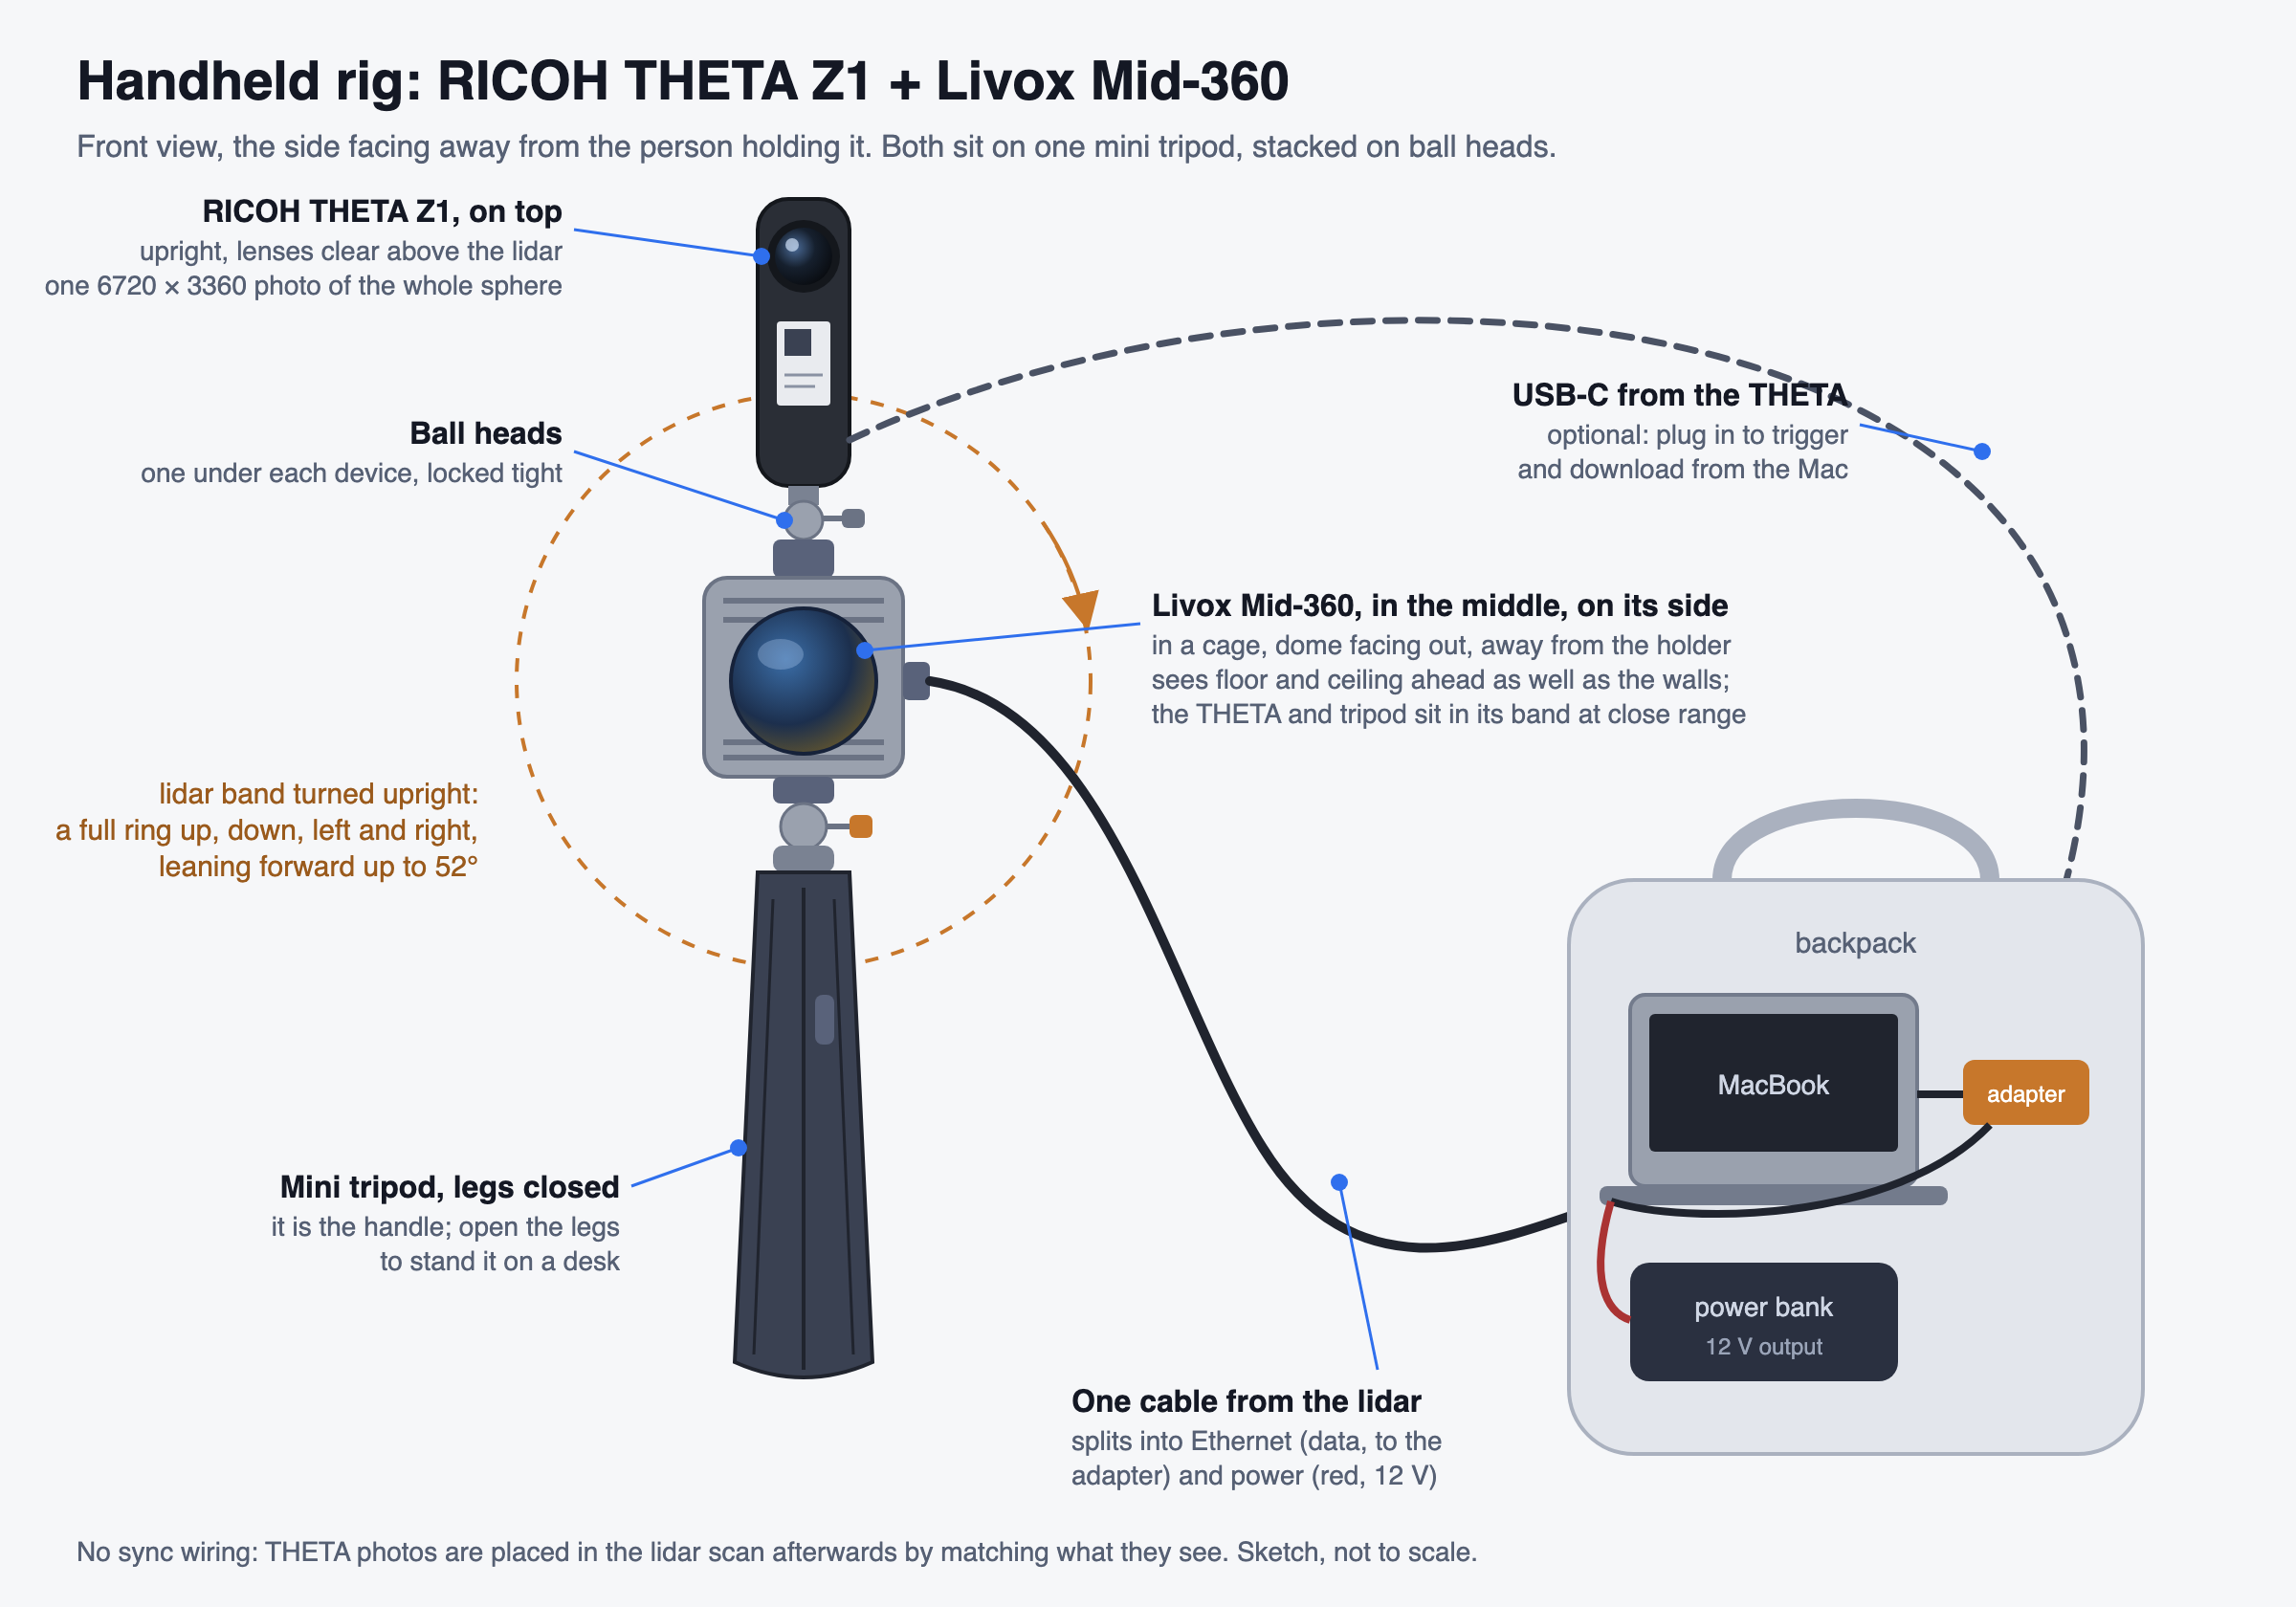 Handheld rig: RICOH THETA Z1 + Livox Mid-360
Front view, the side facing away from the person holding it. Both sit on one mini tripod, stacked on ball heads.
RICOH THETA Z1, on top
upright, lenses clear above the lidar
one 6720 × 3360 photo of the whole sphere
USB-C from the THETA
optional: plug in to trigger
and download from the Mac
Ball heads
one under each device, locked tight
Livox Mid-360, in the middle, on its side
in a cage, dome facing out, away from the holder
sees floor and ceiling ahead as well as the walls;
the THETA and tripod sit in its band at close range
lidar band turned upright:
a full ring up, down, left and right,
leaning forward up to 52°
backpack
MacBook
adapter
Mini tripod, legs closed
it is the handle; open the legs
to stand it on a desk
power bank
12 V output
One cable from the lidar
splits into Ethernet (data, to the
adapter) and power (red, 12 V)
No sync wiring: THETA photos are placed in the lidar scan afterwards by matching what they see. Sketch, not to scale.